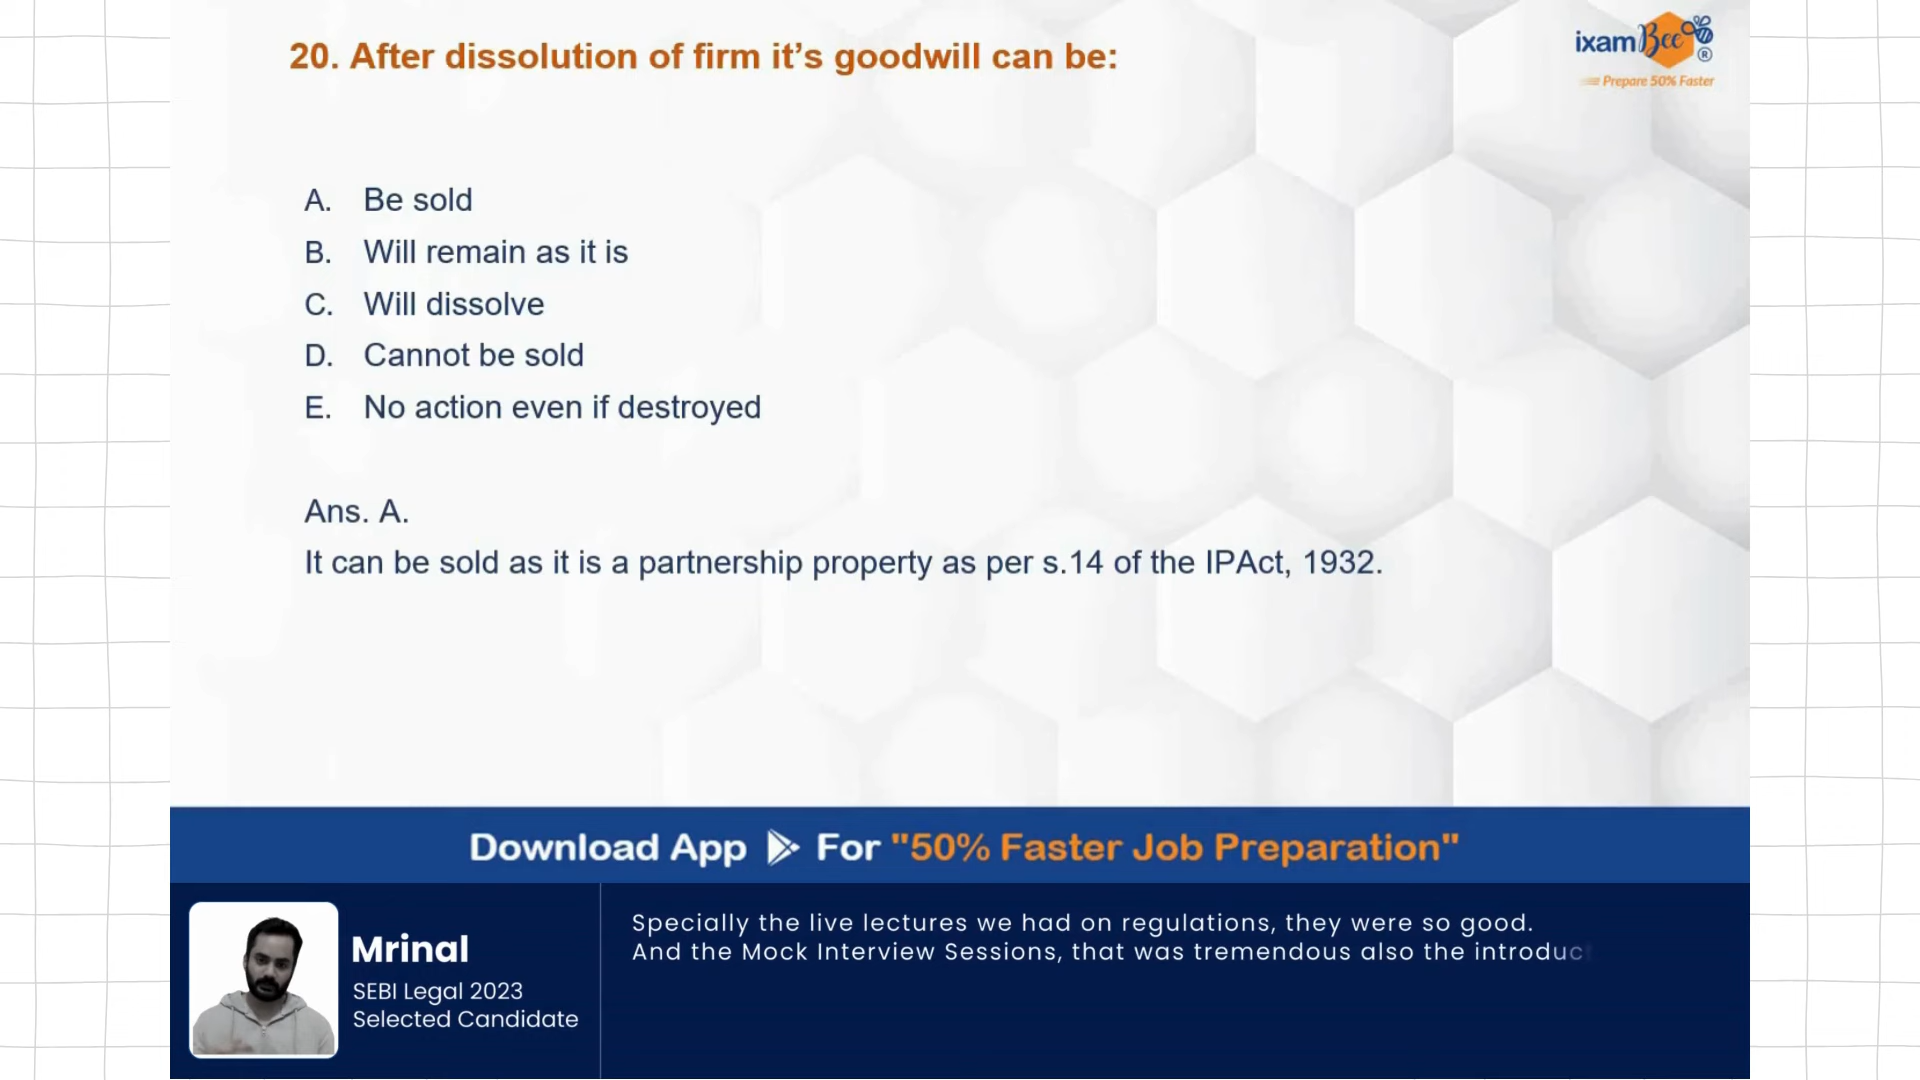 20. After dissolution of firm it's goodwill can be:
ixamBee®
Prepare 50% Faster
A. Be sold
B. Will remain as it is
C. Will dissolve
D. Cannot be sold
E. No action even if destroyed
Ans. A.
It can be sold as it is a partnership property as per s.14 of the IPAct, 1932.
Download App For "50% Faster Job Preparation"
Mrinal
SEBI Legal 2023
Selected Candidate
Specially the live lectures we had on regulations, they were so good.
And the Mock Interview Sessions, that was tremendous also the introduc